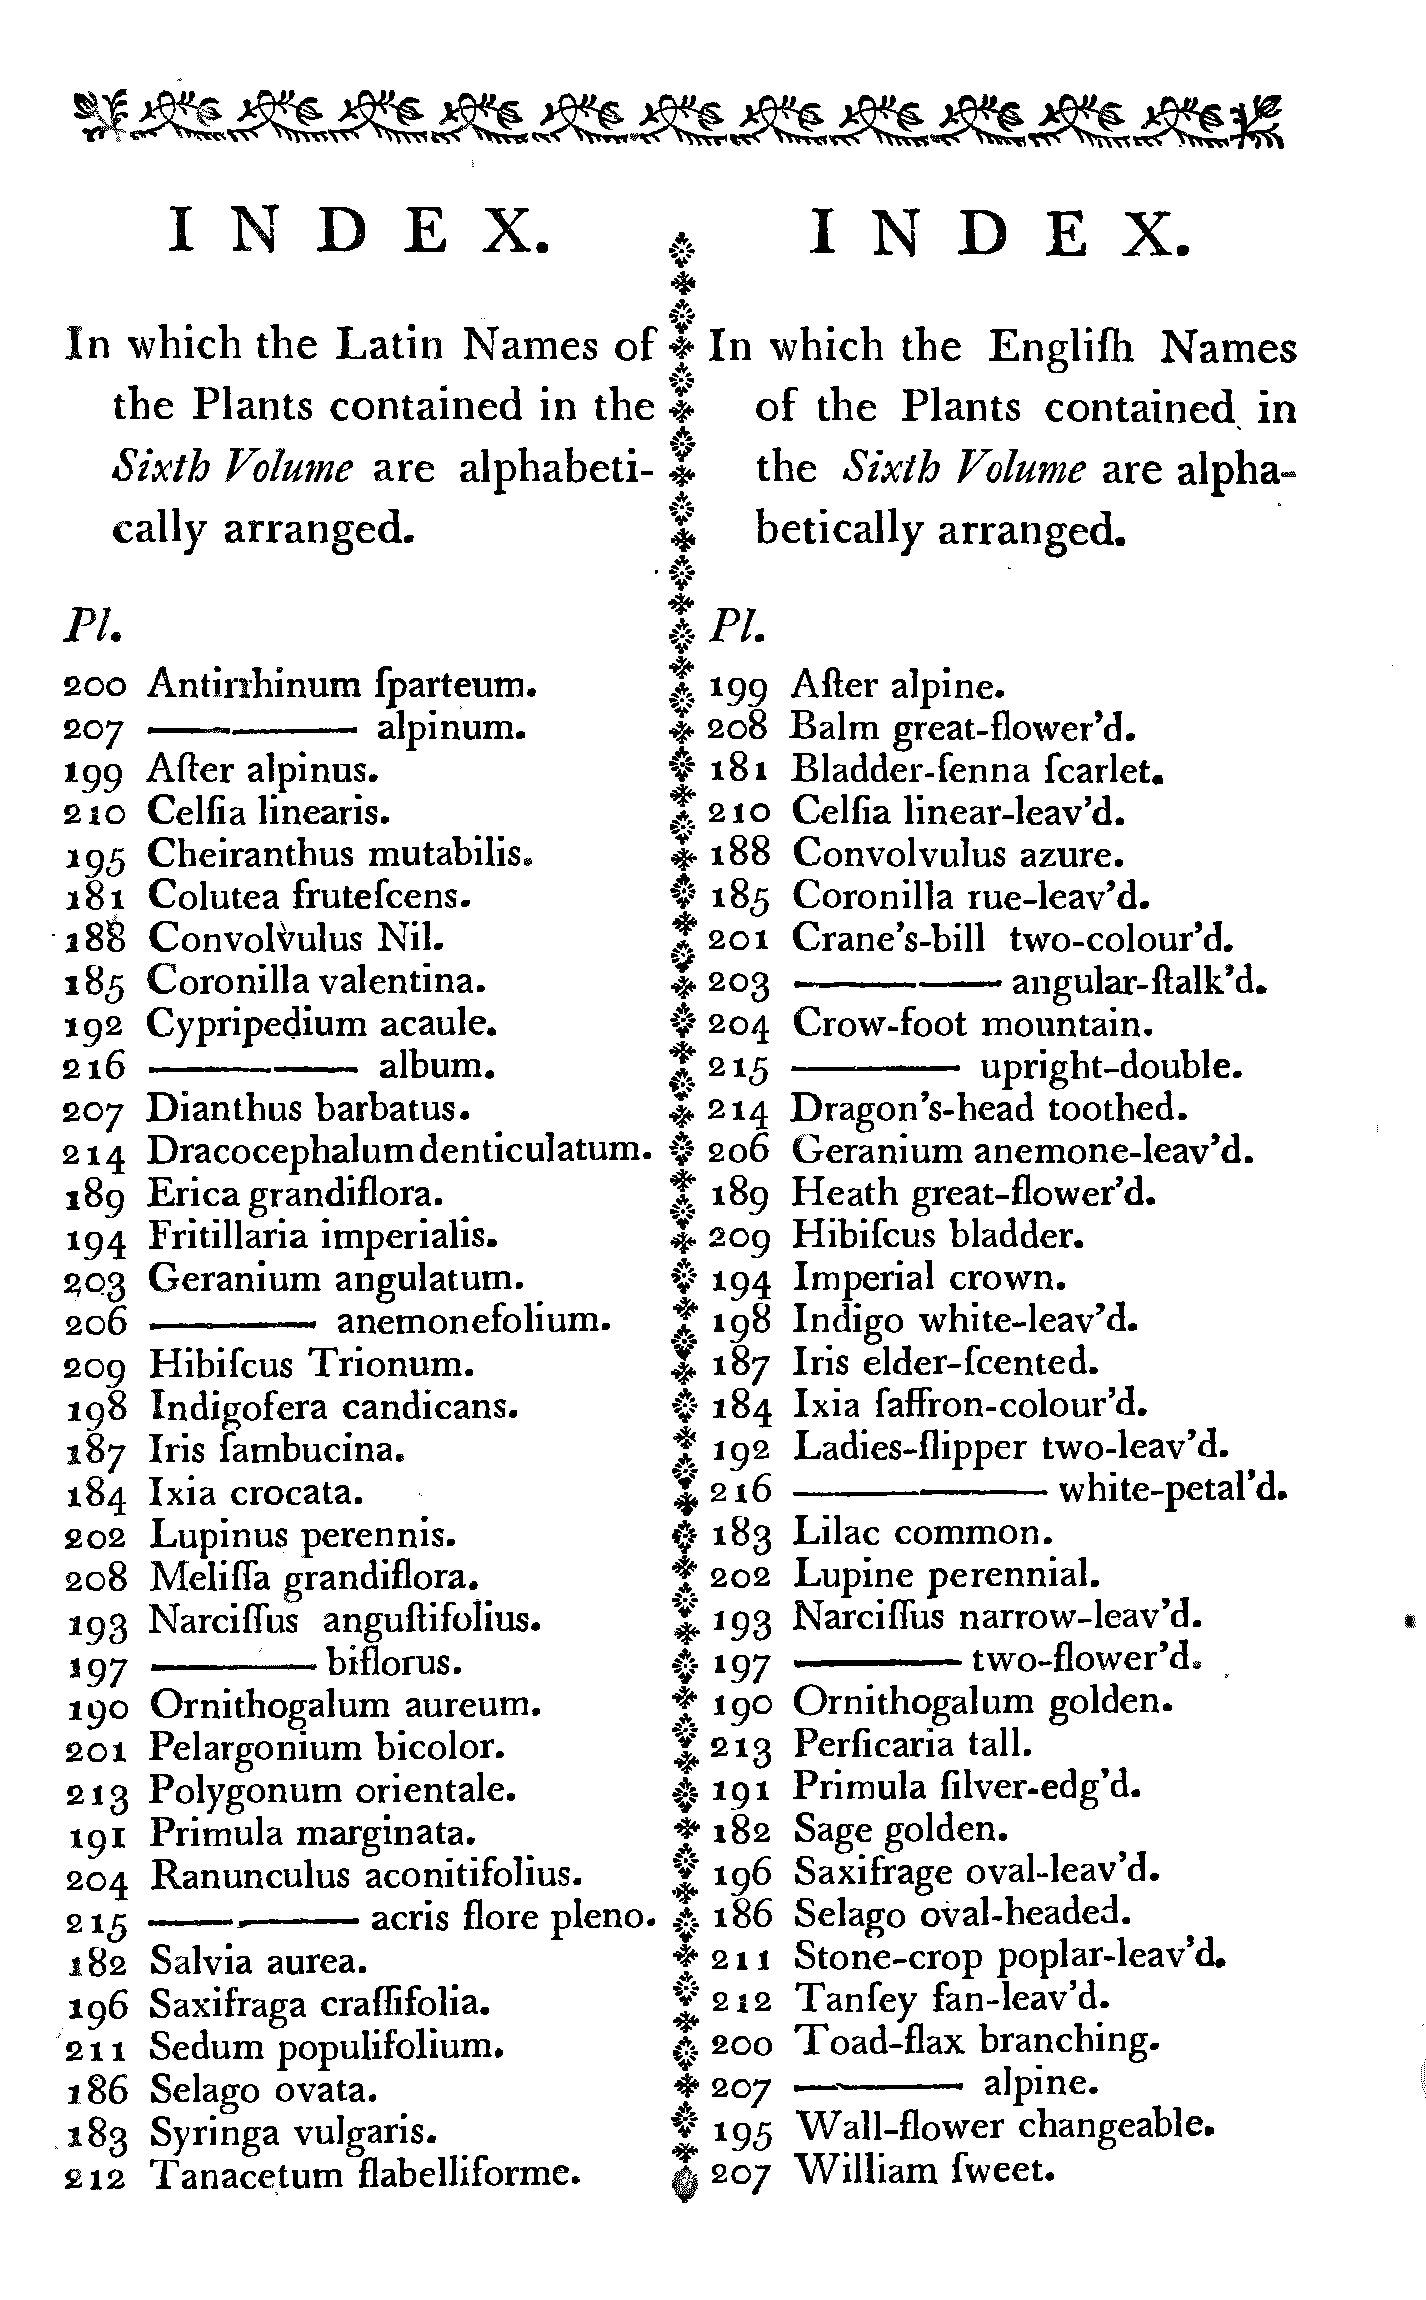 I N D E X.
In which the Latin Names of
the Plants contained in the
Sixth Volume are alphabeti-
cally arranged.
Pl.
200 Antirrhinum ſparteum.
207 ——— alpinum.
199 Aſter alpinus.
210 Celſia linearis.
195 Cheiranthus mutabilis.
181 Colutea fruteſcens.
188 Convolvulus Nil.
185 Coronilla valentina.
192 Cypripedium acaule.
216 ——— album.
207 Dianthus barbatus.
214 Dracocephalum denticulatum.
189 Erica grandiflora.
194 Fritillaria imperialis.
203 Geranium angulatum.
206 ——— anemonefolium.
209 Hibiſcus Trionum.
198 Indigofera candicans.
187 Iris ſambucina.
184 Ixia crocata.
202 Lupinus perennis.
208 Meliſſa grandiflora.
193 Narciſſus anguſtifolius.
197 ——— biflorus.
190 Ornithogalum aureum.
201 Pelargonium bicolor.
213 Polygonum orientale.
191 Primula marginata.
204 Ranunculus aconitifolius.
215 ——— acris flore pleno.
182 Salvia aurea.
196 Saxifraga craſſifolia.
211 Sedum populifolium.
186 Selago ovata.
183 Syringa vulgaris.
212 Tanacetum flabelliforme.
I N D E X.
In which the Engliſh Names
of the Plants contained in
the Sixth Volume are alpha-
betically arranged.
Pl.
199 Aſter alpine.
208 Balm great-flower'd.
181 Bladder-ſenna ſcarlet.
210 Celſia linear-leav'd.
188 Convolvulus azure.
185 Coronilla rue-leav'd.
201 Crane's-bill two-colour'd.
203 ——— angular-ſtalk'd.
204 Crow-foot mountain.
215 ——— upright-double.
214 Dragon's-head toothed.
206 Geranium anemone-leav'd.
189 Heath great-flower'd.
209 Hibiſcus bladder.
194 Imperial crown.
198 Indigo white-leav'd.
187 Iris elder-ſcented.
184 Ixia ſaffron-colour'd.
192 Ladies-ſlipper two-leav'd.
216 ——— white-petal'd.
183 Lilac common.
202 Lupine perennial.
193 Narciſſus narrow-leav'd.
197 ——— two-flower'd.
190 Ornithogalum golden.
213 Perſicaria tall.
191 Primula ſilver-edg'd.
182 Sage golden.
196 Saxifrage oval-leav'd.
186 Selago oval-headed.
211 Stone-crop poplar-leav'd.
212 Tanſey fan-leav'd.
200 Toad-flax branching.
207 ——— alpine.
195 Wall-flower changeable.
207 William ſweet.